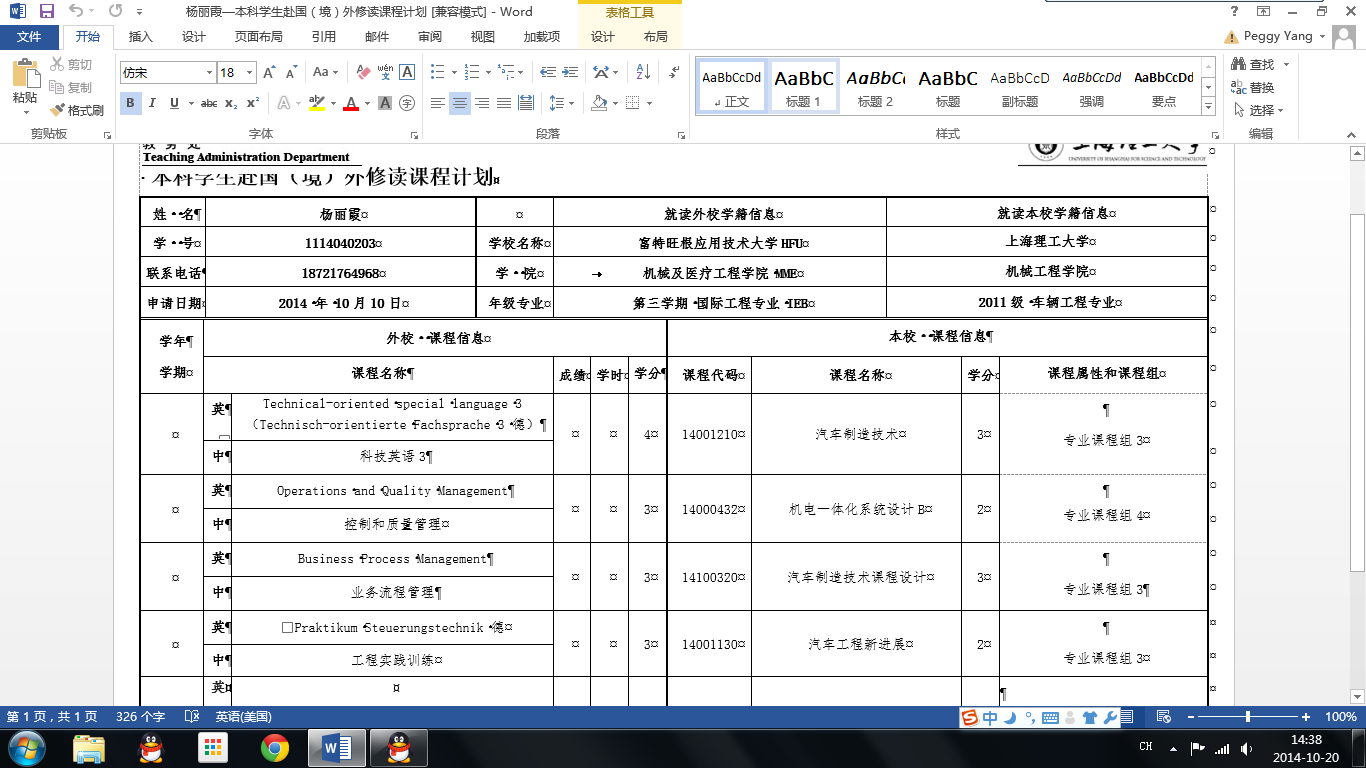 杨丽霞—本科学生赴国（境）外修读课程计划 [兼容模式] - Word
表格工具
文件 开始 插入 设计 页面布局 引用 邮件 审阅 视图 加载项 设计 布局
Peggy Yang
粘贴 剪切 复制 格式刷
仿宋 18
AaBbCcDd AaBbC AaBbC AaBbC AaBbCcD AaBbCcDd AaBbCcDd
正文 标题 1 标题 2 标题 副标题 强调 要点
查找 替换 选择
剪贴板 字体 段落 样式 编辑
教 务 处
Teaching Administration Department
上海理工大学
UNIVERSITY OF SHANGHAI FOR SCIENCE AND TECHNOLOGY
本科学生赴国（境）外修读课程计划
姓 名 杨丽霞 就读外校学籍信息 就读本校学籍信息
学 号 1114040203 学校名称 富特旺根应用技术大学 HFU 上海理工大学
联系电话 18721764968 学 院 机械及医疗工程学院 MME 机械工程学院
申请日期 2014 年 10 月 10 日 年级专业 第三学期 国际工程专业 IEB 2011 级 车辆工程专业
学年
学期
外校 课程信息 本校 课程信息
课程名称 成绩 学时 学分 课程代码 课程名称 学分 课程属性和课程组
英 Technical-oriented special language 3
（Technisch-orientierte Fachsprache 3 德）
中 科技英语 3
4 14001210 汽车制造技术 3 专业课程组 3
英 Operations and Quality Management
中 控制和质量管理
3 14000432 机电一体化系统设计 B 2 专业课程组 4
英 Business Process Management
中 业务流程管理
3 14100320 汽车制造技术课程设计 3 专业课程组 3
英 □Praktikum Steuerungstechnik 德
中 工程实践训练
3 14001130 汽车工程新进展 2 专业课程组 3
英
第 1 页，共 1 页 326 个字 英语(美国) 中 100%
CH 14:38
2014-10-20